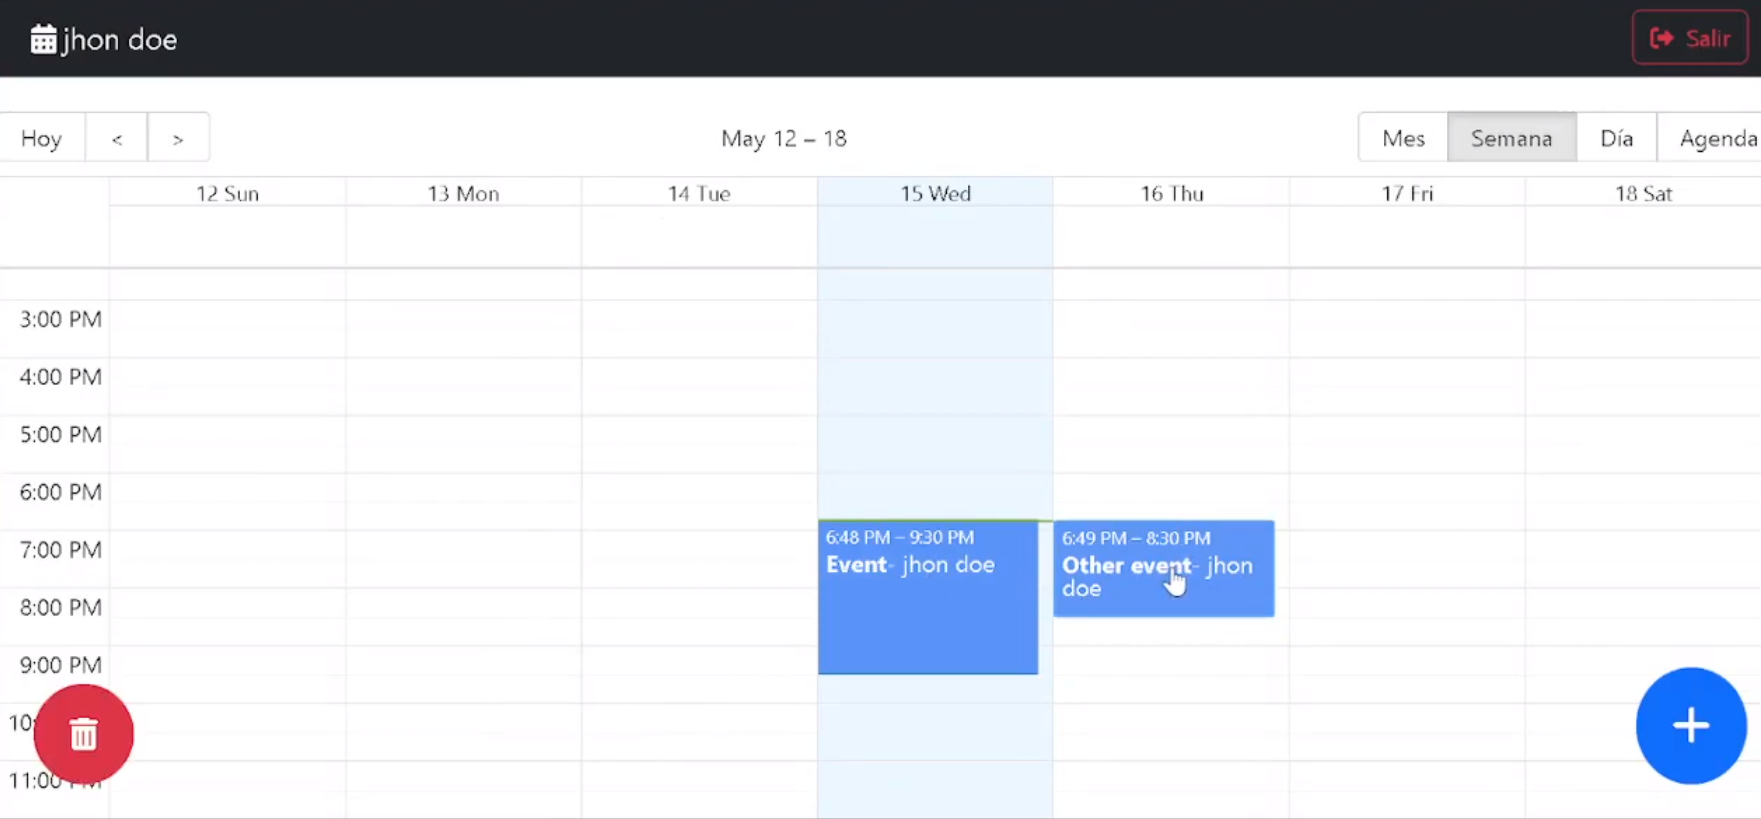 jhon doe
Salir
Hoy < >
May 12 – 18
Mes Semana Día Agenda
12 Sun 13 Mon 14 Tue 15 Wed 16 Thu 17 Fri 18 Sat
3:00 PM
4:00 PM
5:00 PM
6:00 PM
7:00 PM
8:00 PM
9:00 PM
10:
11:00
6:48 PM – 9:30 PM
Event- jhon doe
6:49 PM – 8:30 PM
Other event- jhon
doe